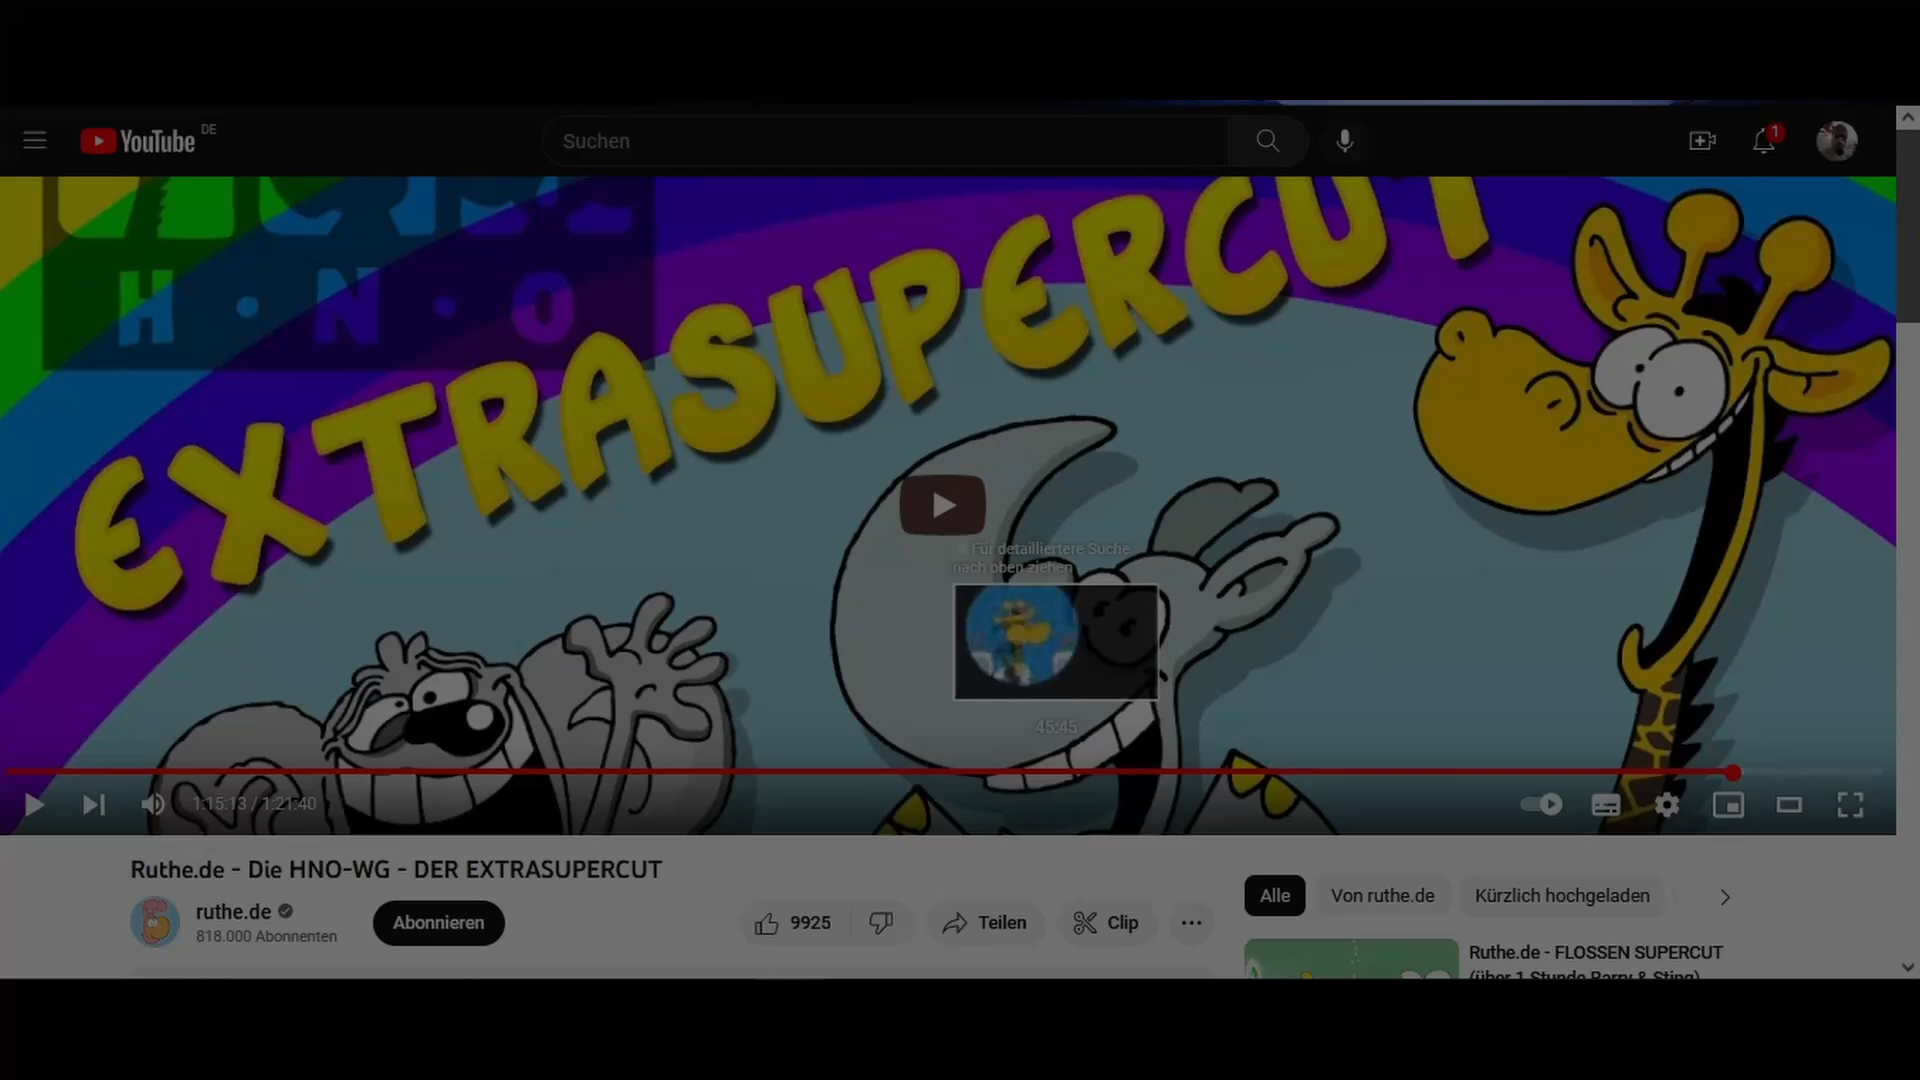 YouTube DE
Suchen
1
H·N·O
EXTRASUPERCUT
Für detailliertere Suche
nach oben ziehen
45:45
1:15:13 / 1:21:40
Ruthe.de - Die HNO-WG - DER EXTRASUPERCUT
ruthe.de
818.000 Abonnenten
Abonnieren
9925
Teilen
Clip
Alle
Von ruthe.de
Kürzlich hochgeladen
Ruthe.de - FLOSSEN SUPERCUT
(über 1 Stunde Barry & Sting)